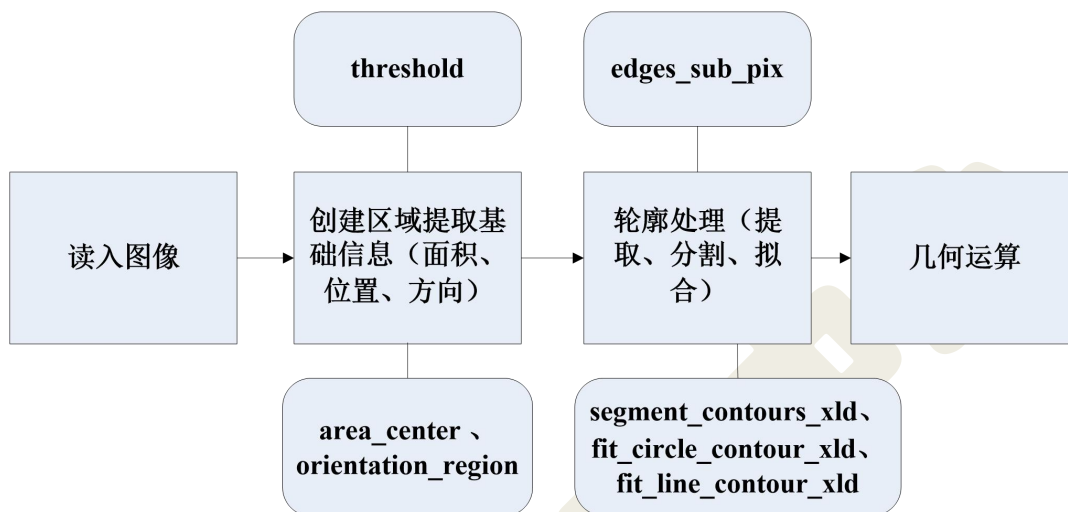 threshold
edges_sub_pix
读入图像
创建区域提取基
础信息（面积、
位置、方向）
轮廓处理（提
取、分割、拟
合）
几何运算
area_center 、
orientation_region
segment_contours_xld、
fit_circle_contour_xld、
fit_line_contour_xld